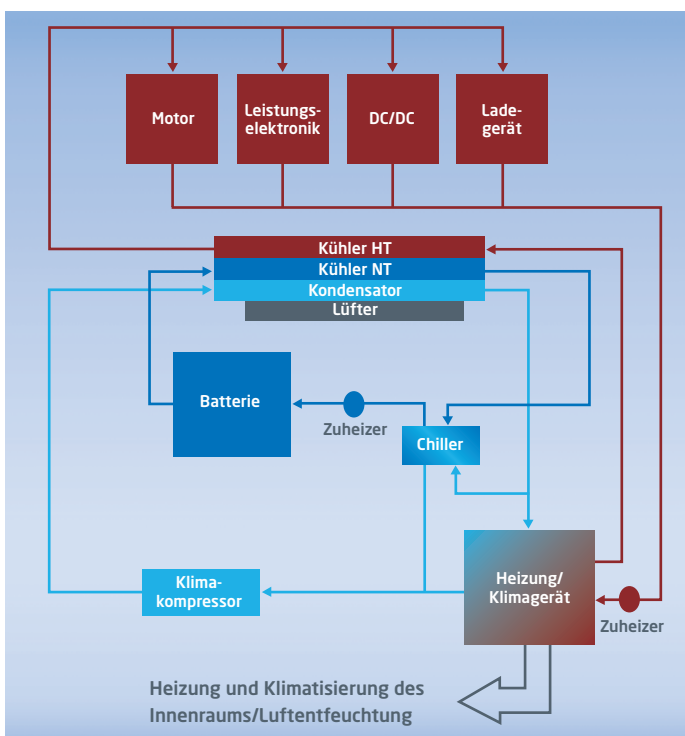 Motor
Leistungs-
elektronik
DC/DC
Lade-
gerät
Kühler HT
Kühler NT
Kondensator
Lüfter
Batterie
Zuheizer
Chiller
Klima-
kompressor
Heizung/
Klimagerät
Zuheizer
Heizung und Klimatisierung des
Innenraums/Luftentfeuchtung